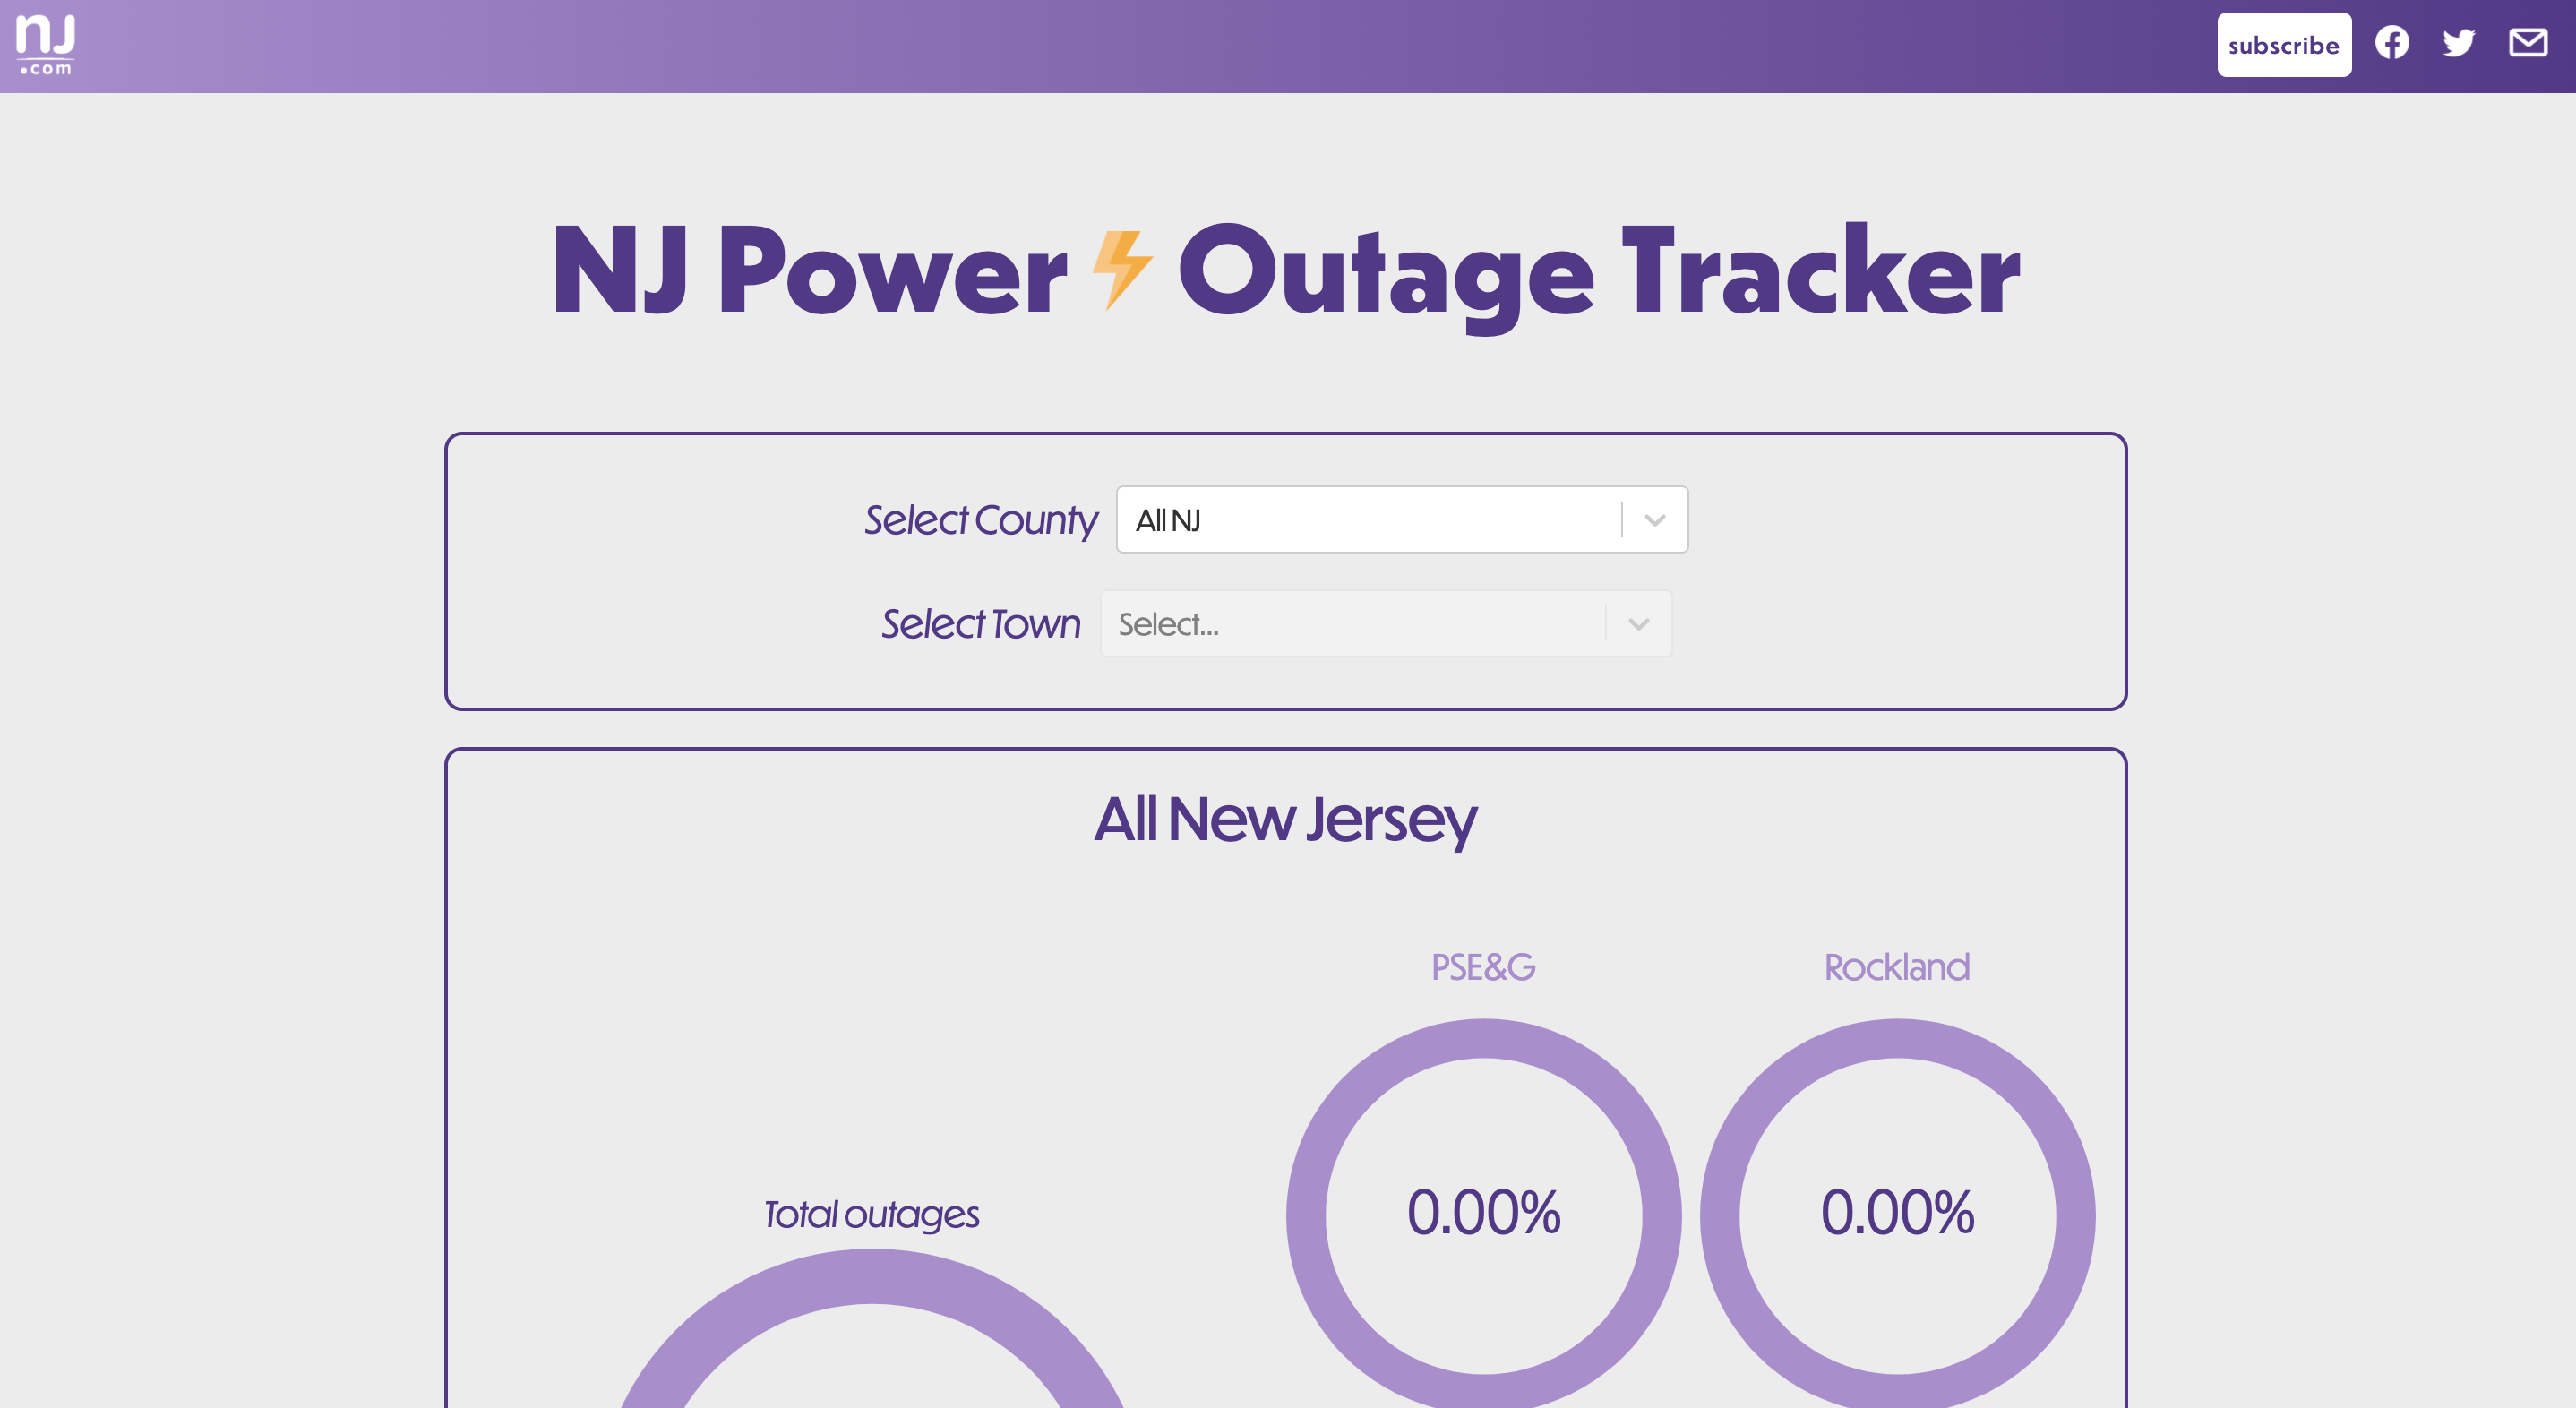 nj
.com
subscribe
NJ Power Outage Tracker
Select County
All NJ
Select Town
Select...
All New Jersey
PSE&G
Rockland
0.00%
0.00%
Total outages